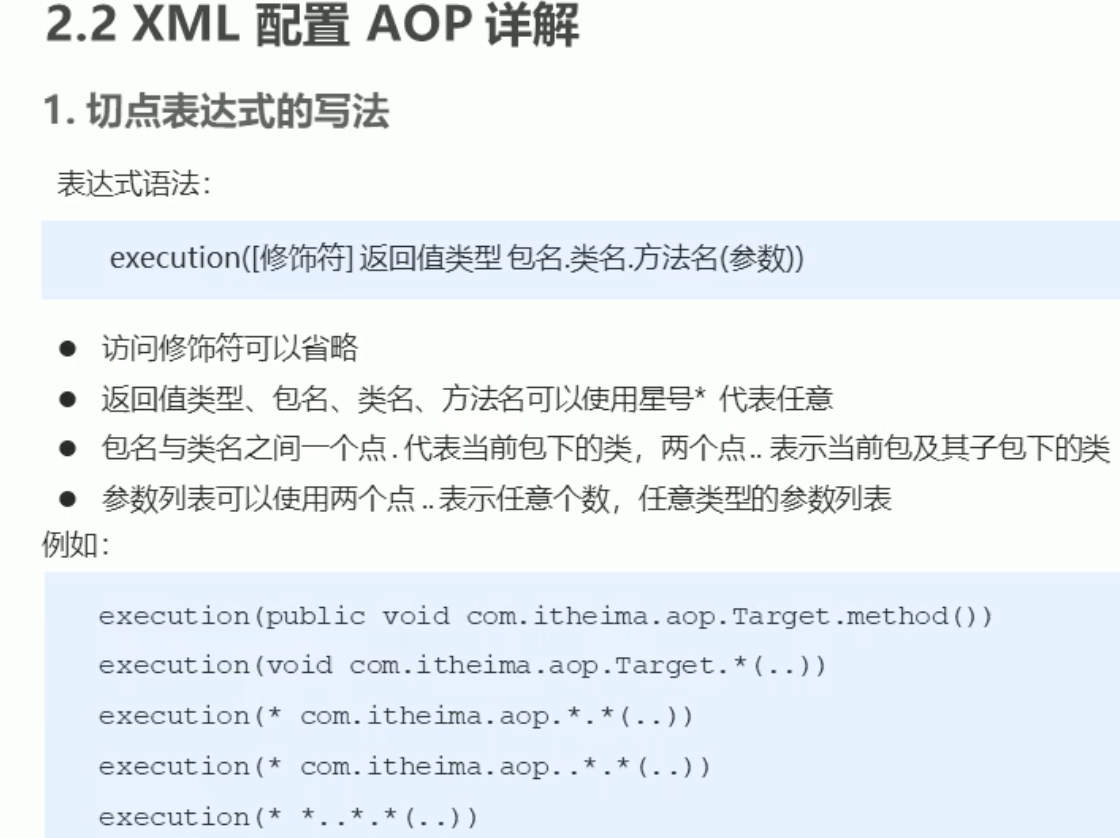 2.2 XML 配置 AOP 详解
1. 切点表达式的写法
表达式语法：
execution([修饰符] 返回值类型 包名.类名.方法名(参数))
● 访问修饰符可以省略
● 返回值类型、包名、类名、方法名可以使用星号* 代表任意
● 包名与类名之间一个点 . 代表当前包下的类，两个点 .. 表示当前包及其子包下的类
● 参数列表可以使用两个点 .. 表示任意个数，任意类型的参数列表
例如：
execution(public void com.itheima.aop.Target.method())
execution(void com.itheima.aop.Target.*(..))
execution(* com.itheima.aop.*.*(..))
execution(* com.itheima.aop..*.*(..))
execution(* *..*.*(..))